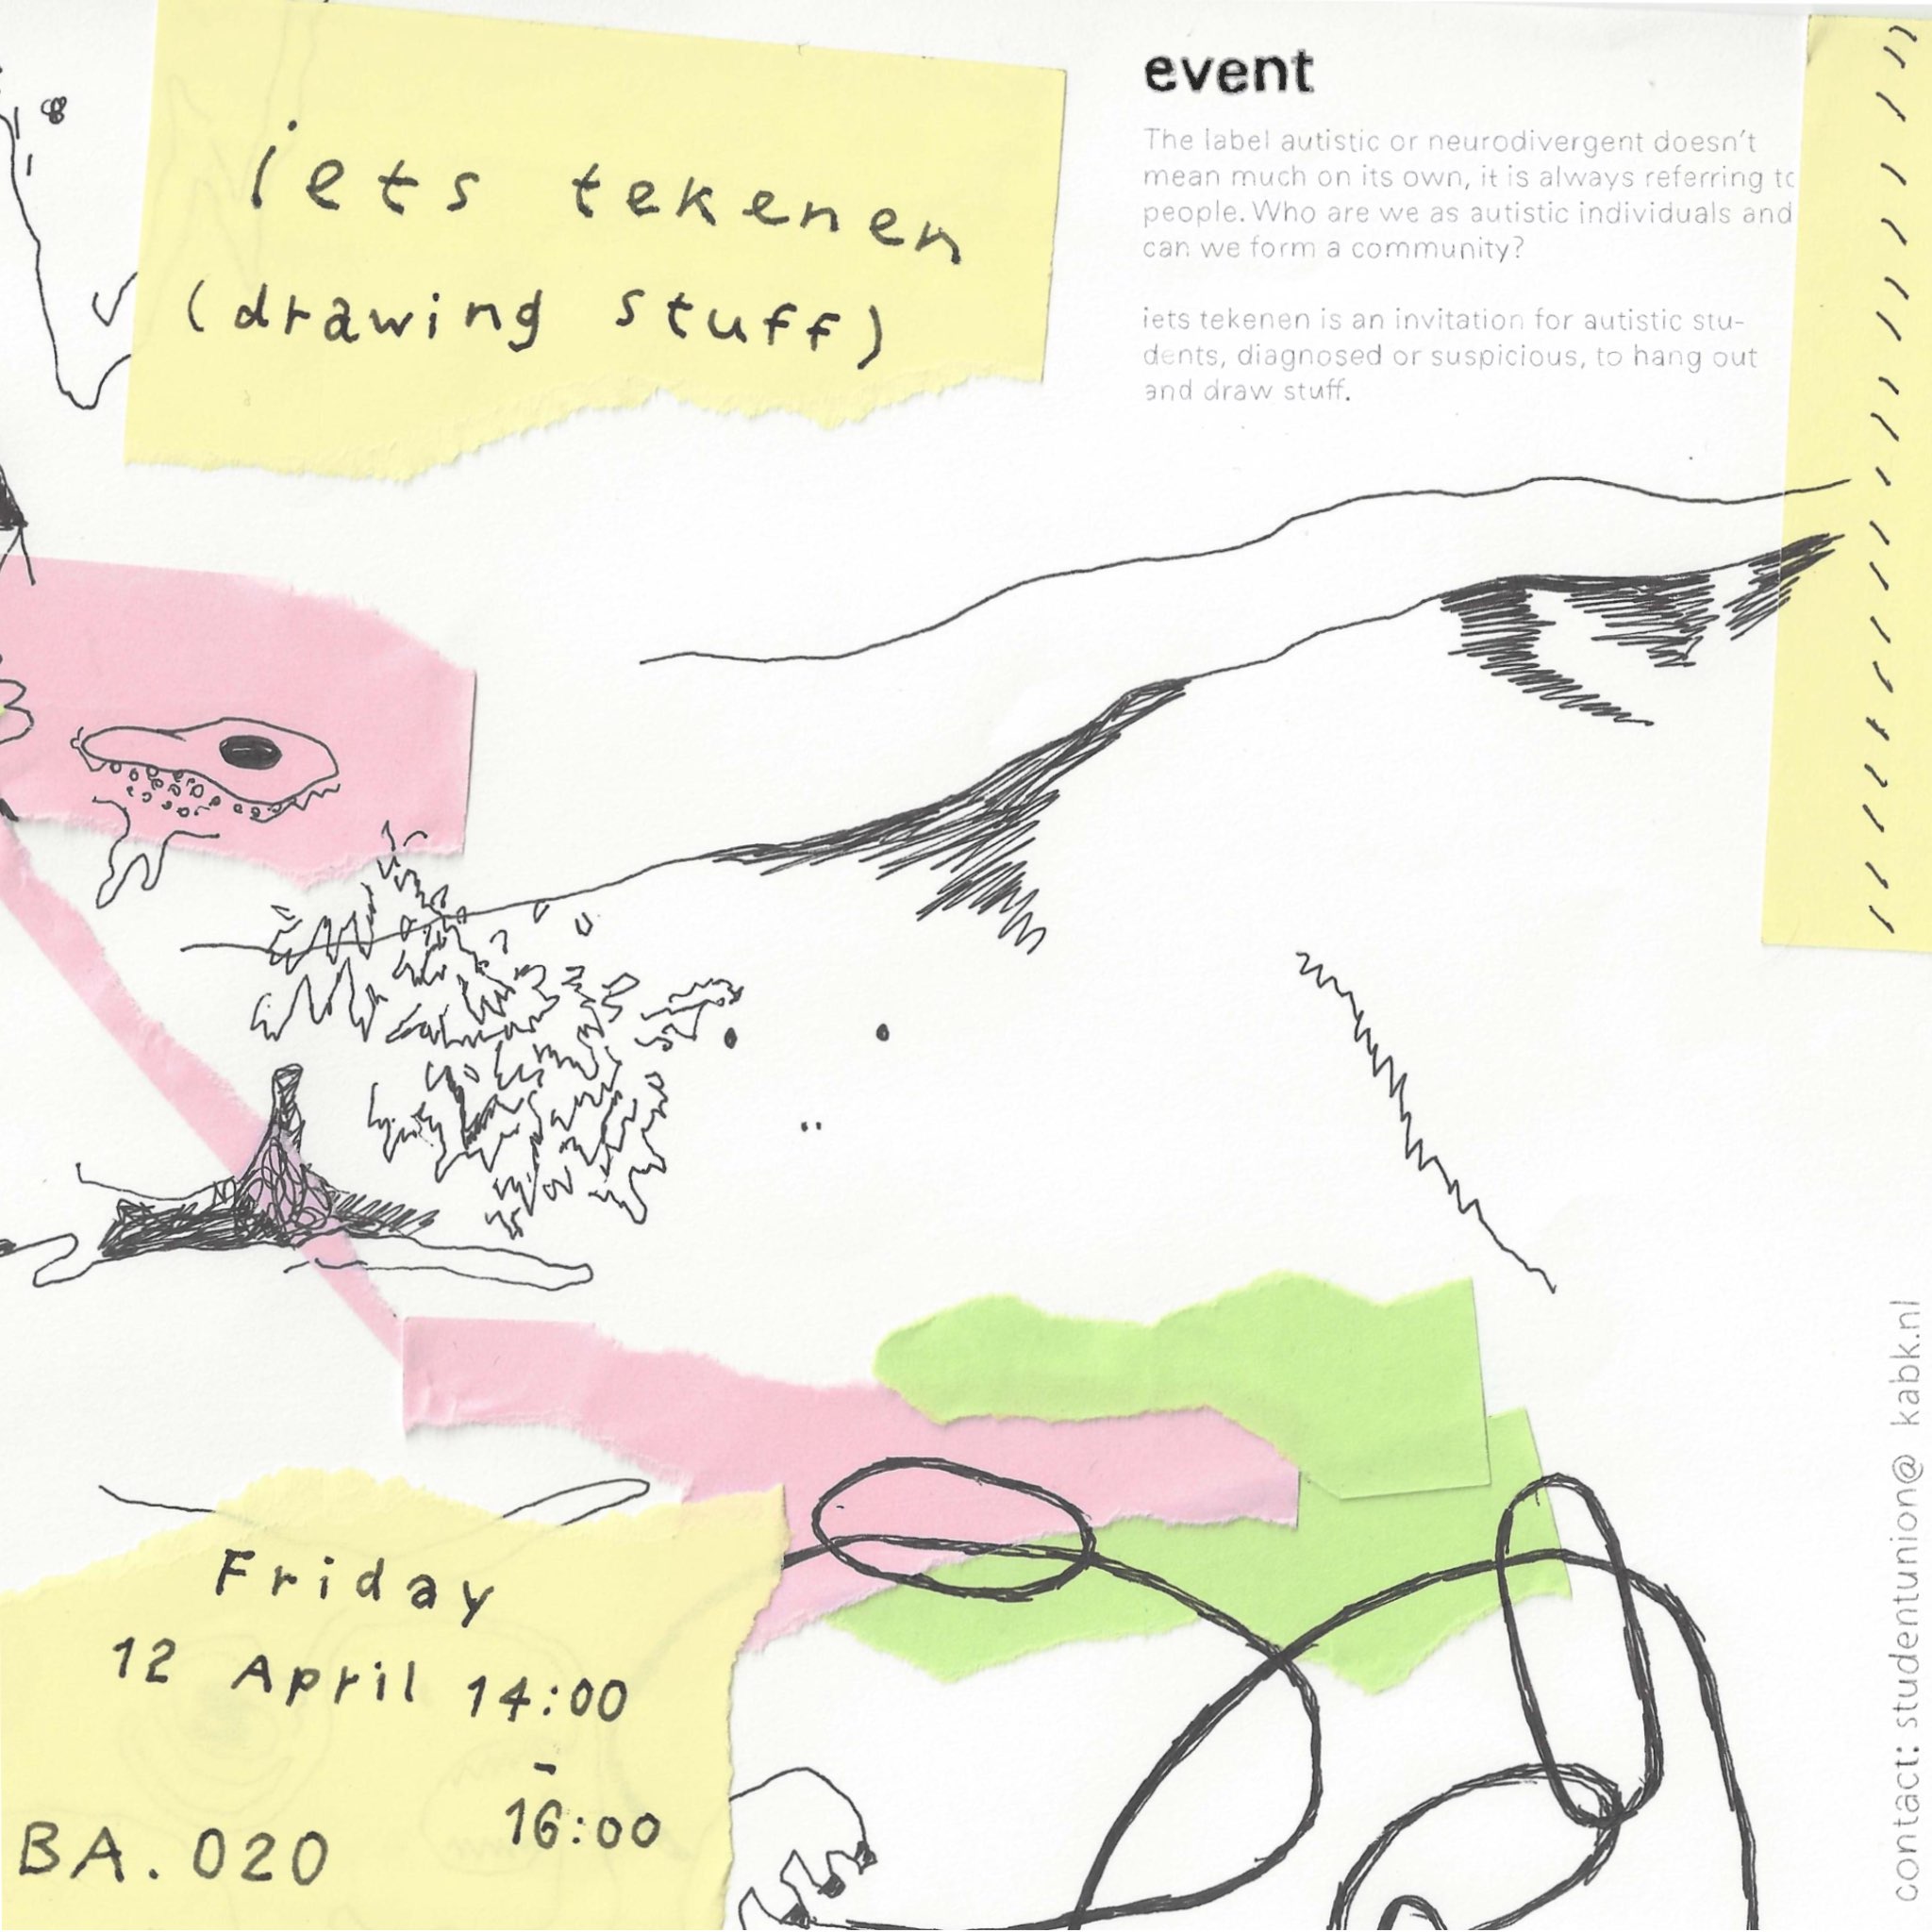 iets tekenen
(drawing stuff)
event
The label autistic or neurodivergent doesn't
mean much on its own, it is always referring to
people. Who are we as autistic individuals and
can we form a community?
iets tekenen is an invitation for autistic stu-
dents, diagnosed or suspicious, to hang out
and draw stuff.
Friday
12 April 14:00
-
16:00
BA.020
contact: studentunion@ kabk.nl